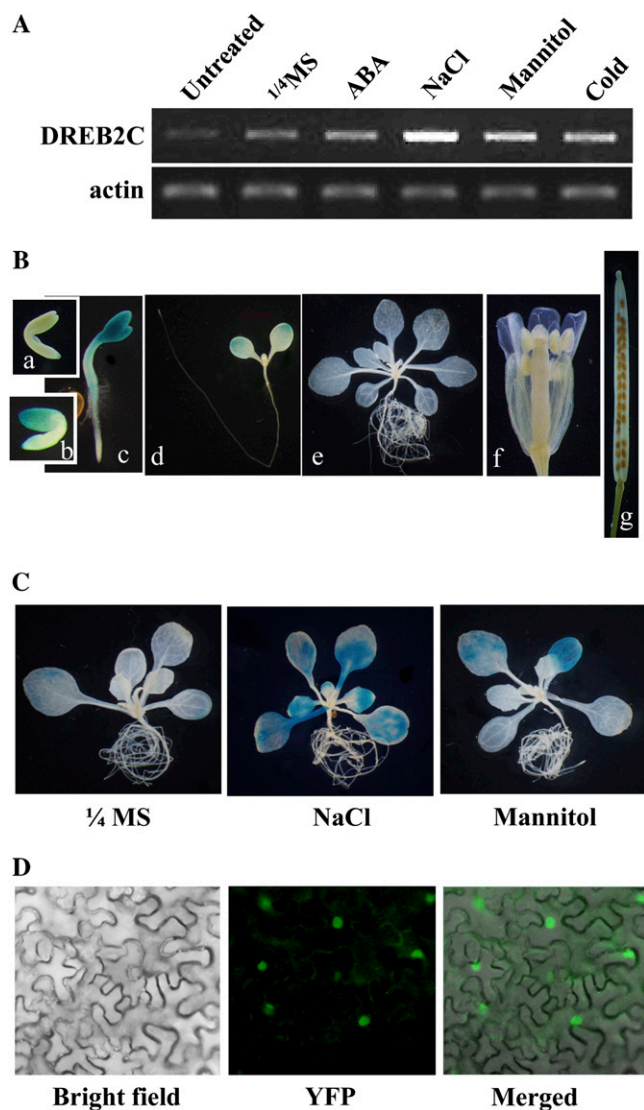 A
Untreated ¼MS ABA NaCl Mannitol Cold
DREB2C
actin
B
a b c d e f g
C
¼ MS NaCl Mannitol
D
Bright field YFP Merged